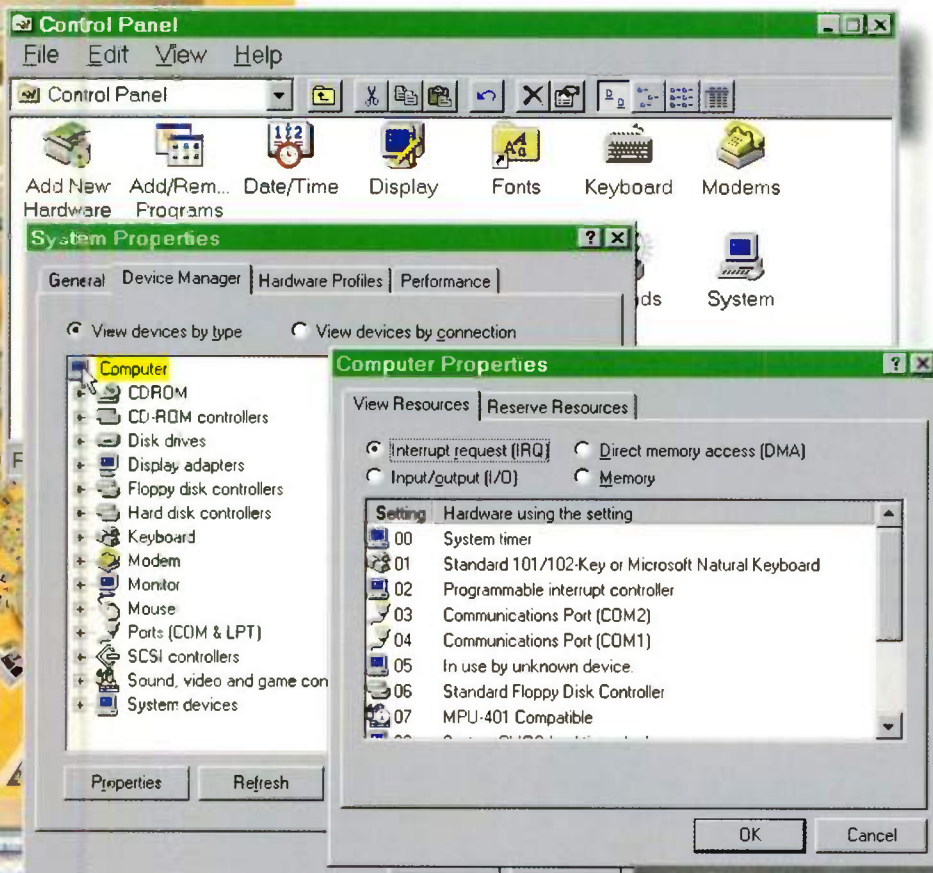 Control Panel
File Edit View Help
Control Panel
Add New Hardware
Add/Rem... Programs
Date/Time
Display
Fonts
Keyboard
Modems
ds
System
System Properties
General Device Manager Hardware Profiles Performance
View devices by type View devices by connection
Computer
CDROM
CD-ROM controllers
Disk drives
Display adapters
Floppy disk controllers
Hard disk controllers
Keyboard
Modem
Monitor
Mouse
Ports (COM & LPT)
SCSI controllers
Sound, video and game con
System devices
Properties Refresh
Computer Properties
View Resources Reserve Resources
Interrupt request (IRQ) Direct memory access (DMA)
Input/output (I/O) Memory
Setting Hardware using the setting
00 System timer
01 Standard 101/102-Key or Microsoft Natural Keyboard
02 Programmable interrupt controller
03 Communications Port (COM2)
04 Communications Port (COM1)
05 In use by unknown device.
06 Standard Floppy Disk Controller
07 MPU-401 Compatible
OK Cancel